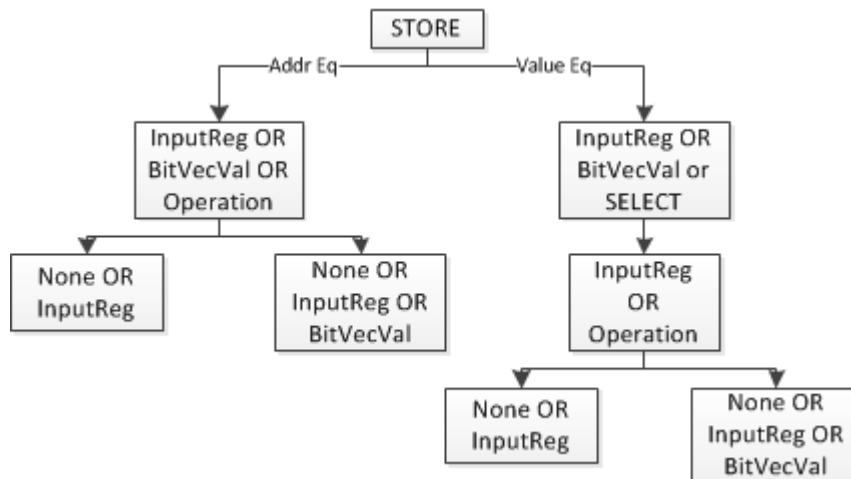 STORE
Addr Eq
Value Eq
InputReg OR
BitVecVal OR
Operation
InputReg OR
BitVecVal or
SELECT
None OR
InputReg
None OR
InputReg OR
BitVecVal
InputReg
OR
Operation
None OR
InputReg
None OR
InputReg OR
BitVecVal